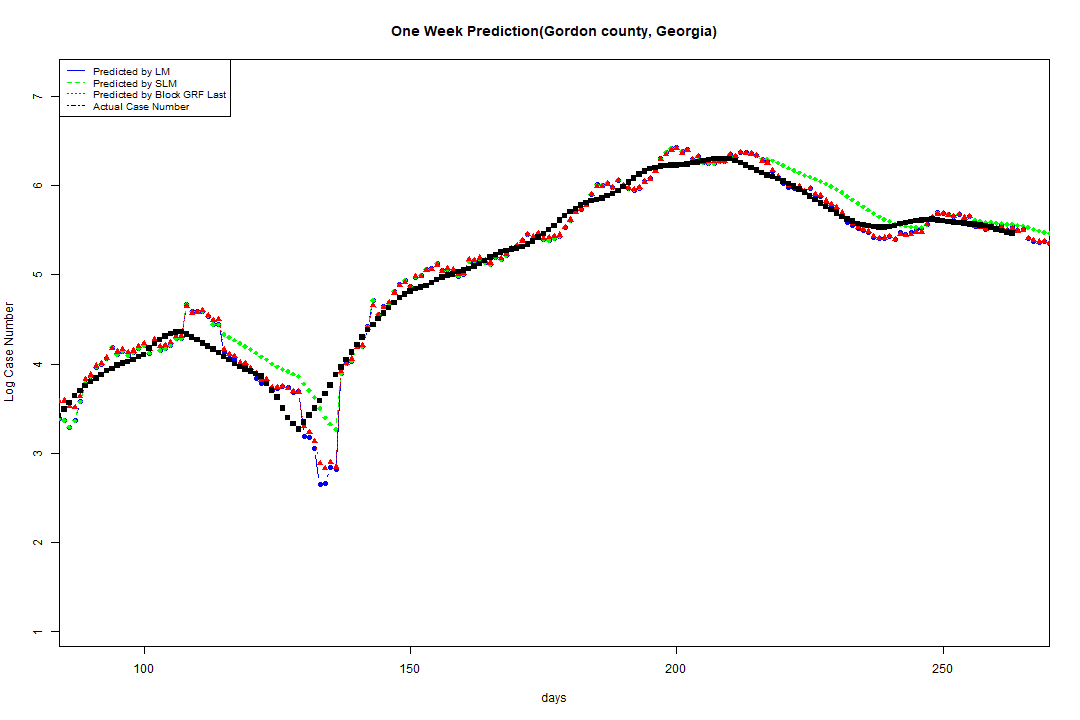 One Week Prediction(Gordon county, Georgia)
Predicted by LM
Predicted by SLM
Predicted by Block GRF Last
Actual Case Number
7
6
5
4
3
2
1
Log Case Number
100
150
200
250
days